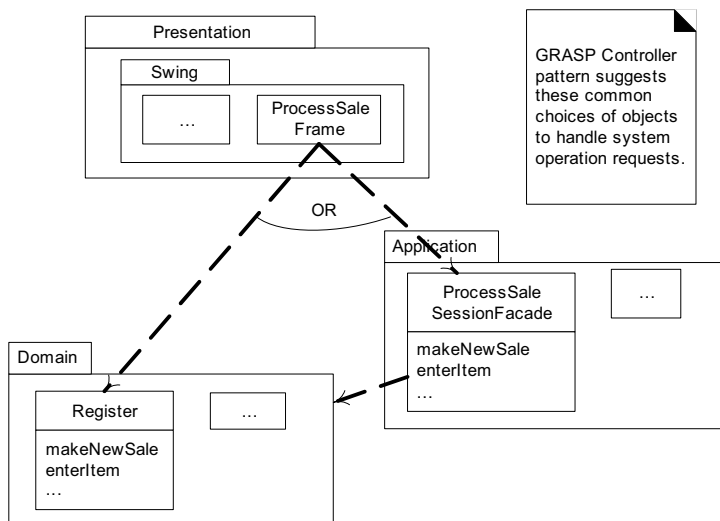 Presentation
Swing
...
ProcessSale
Frame
GRASP Controller
pattern suggests
these common
choices of objects
to handle system
operation requests.
OR
Application
ProcessSale
SessionFacade
makeNewSale
enterItem
...
...
Domain
Register
makeNewSale
enterItem
...
...